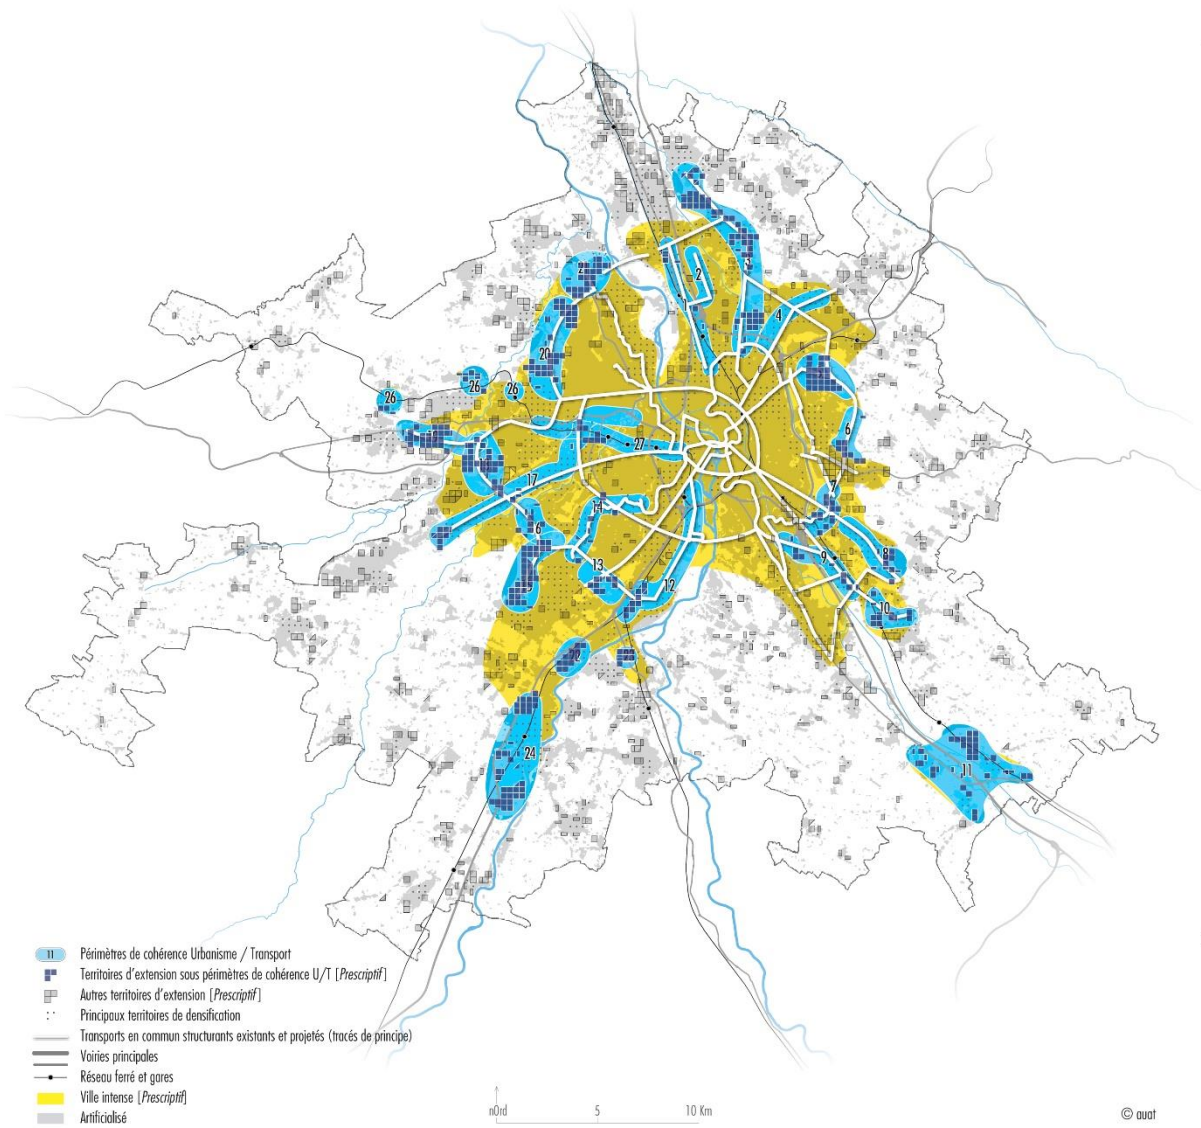 2
3
4
20
26
26
26
27
6
17
7
14
6
8
9
13
12
10
24
11
11 Périmètres de cohérence Urbanisme / Transport
Territoires d'extension sous périmètres de cohérence U/T [Prescriptif]
Autres territoires d'extension [Prescriptif]
Principaux territoires de densification
Transports en commun structurants existants et projetés (tracés de principe)
Voiries principales
Réseau ferré et gares
Ville intense [Prescriptif]
Artificialisé
nOrd 5 10 Km
© auat